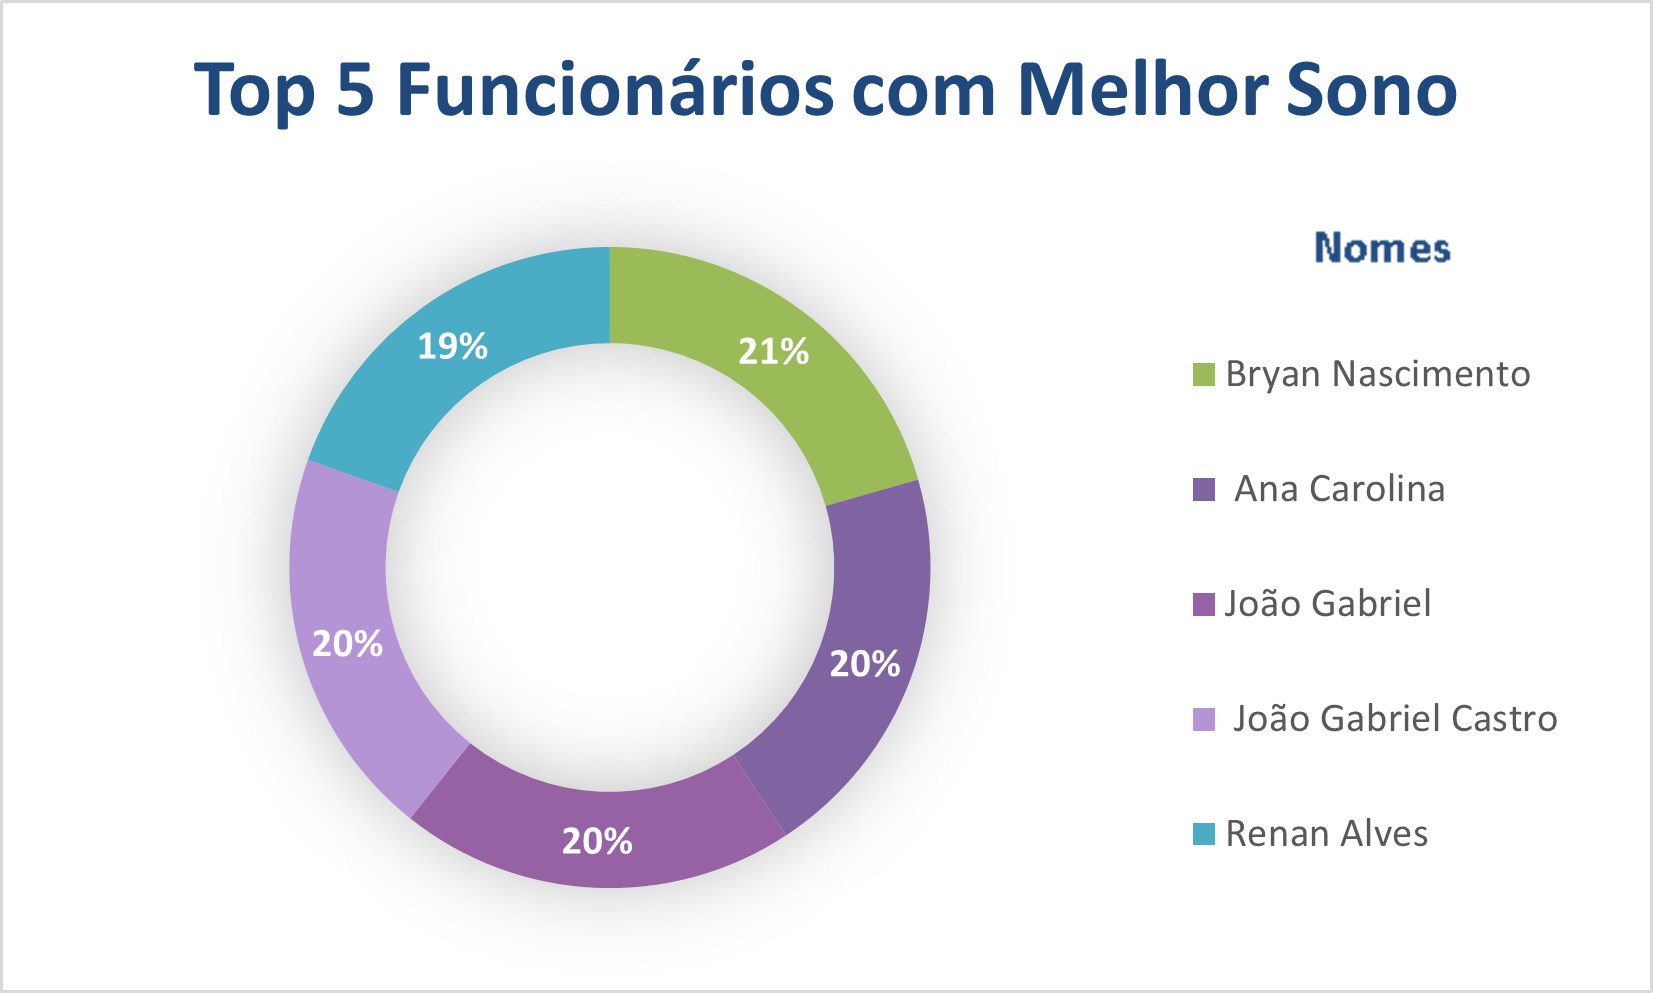 Top 5 Funcionários com Melhor Sono
Nomes
19%
21%
20%
20%
20%
Bryan Nascimento
Ana Carolina
João Gabriel
João Gabriel Castro
Renan Alves